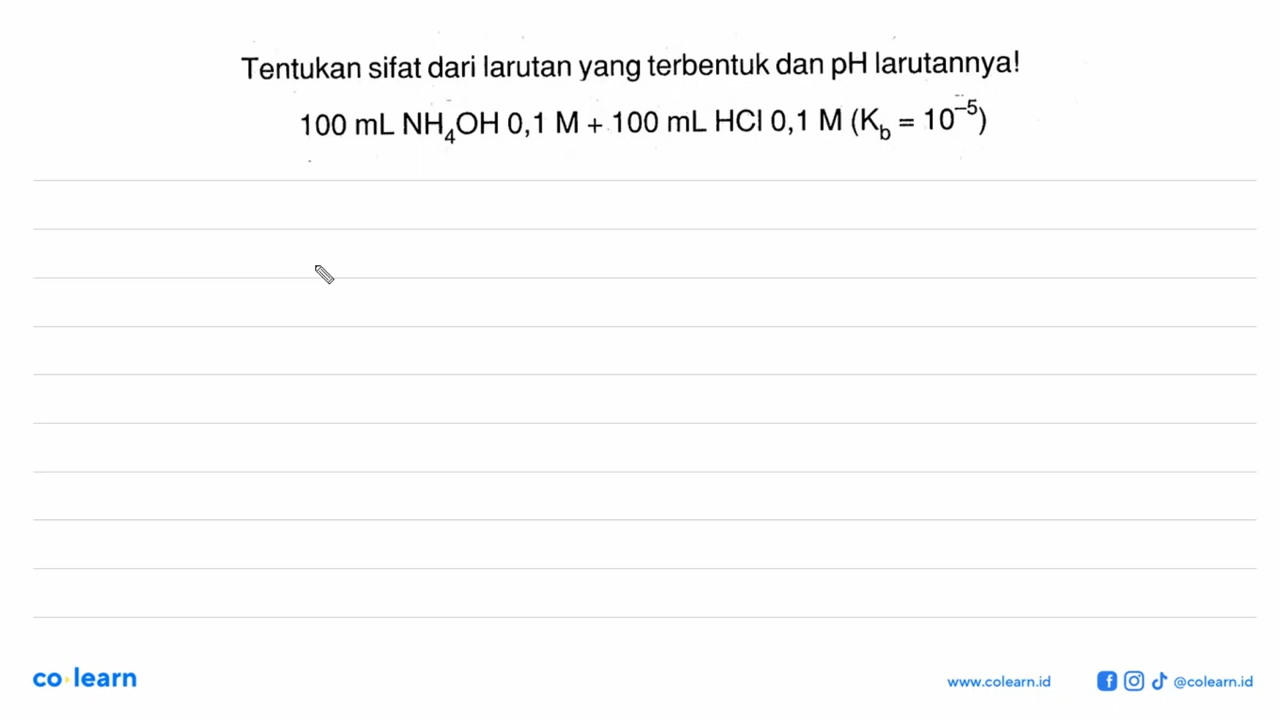 Tentukan sifat dari larutan yang terbentuk dan pH larutannya!
100 mL NH₄OH 0,1 M + 100 mL HCl 0,1 M (K_b = 10⁻⁵)
co·learn
www.colearn.id @colearn.id